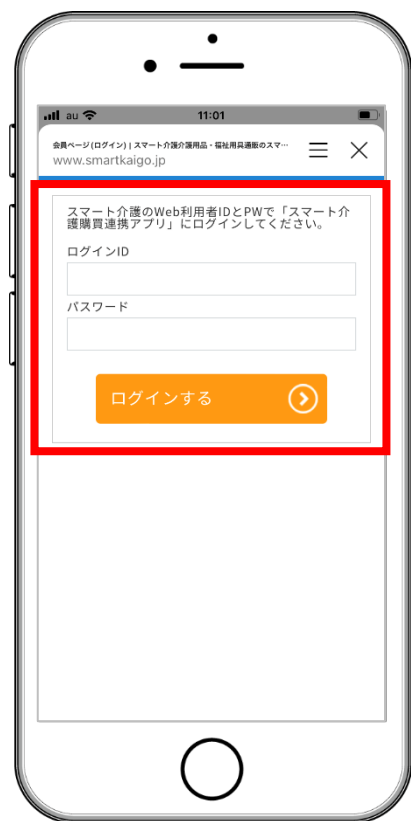 au 11:01
会員ページ(ログイン) | スマート介護介護用品・福祉用具通販のスマ…
www.smartkaigo.jp
スマート介護のWeb利用者IDとPWで「スマート介
護購買連携アプリ」にログインしてください。
ログインID
パスワード
ログインする